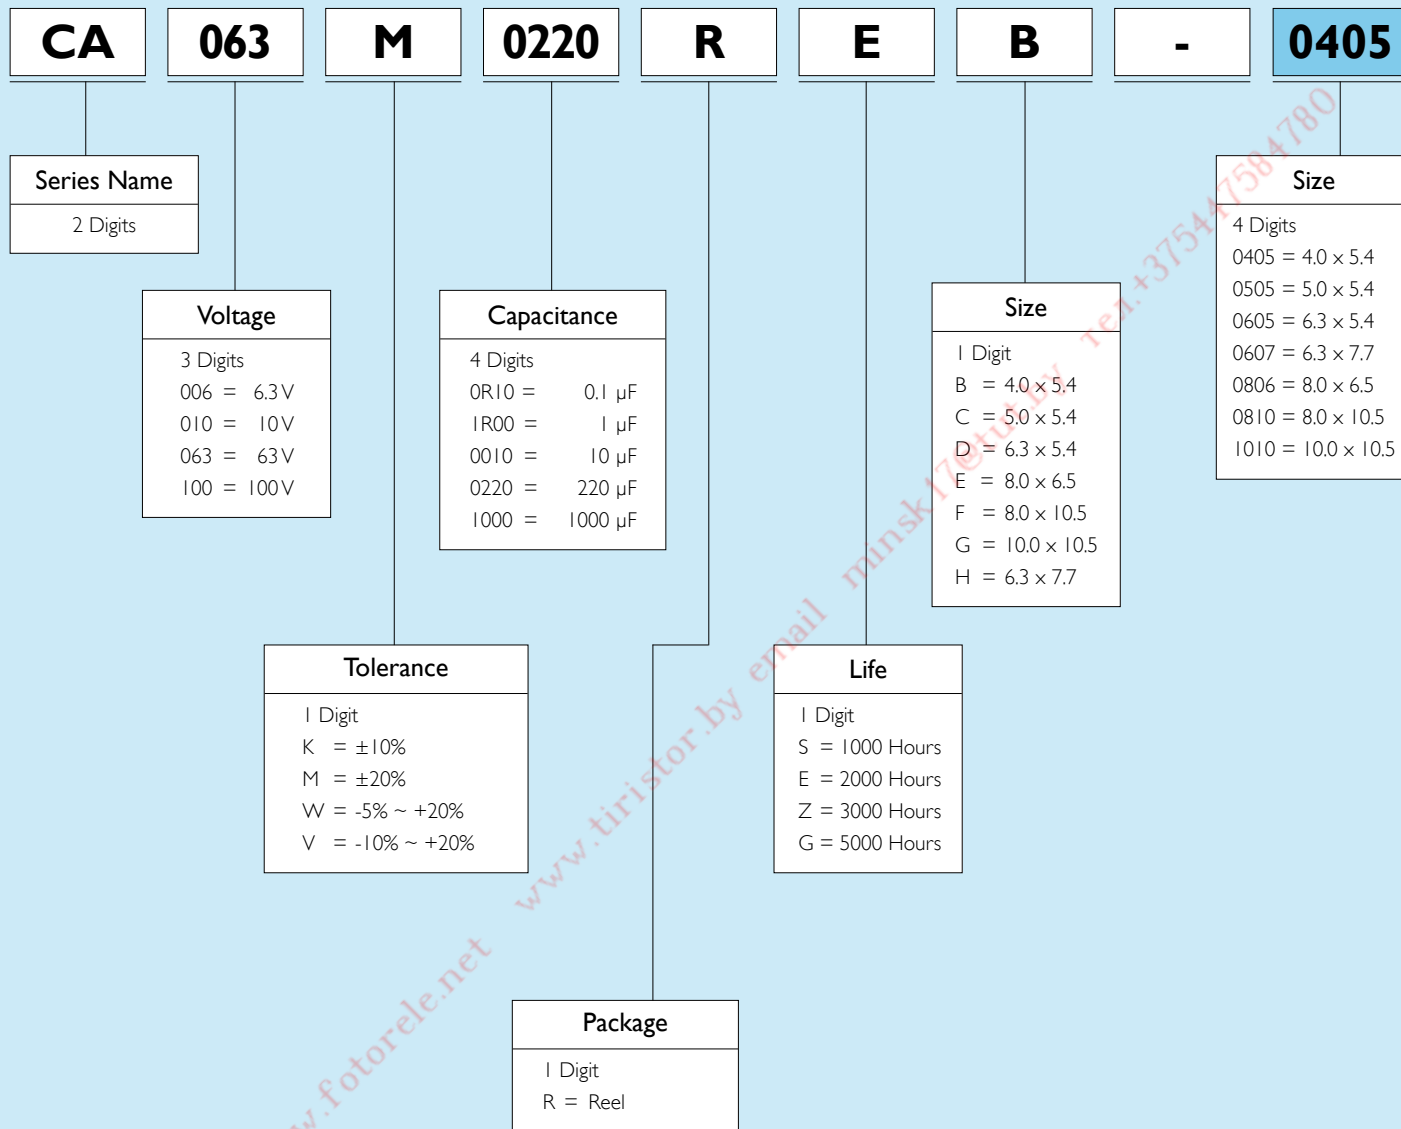 CA 063 M 0220 R E B - 0405
Series Name
2 Digits
Voltage
3 Digits
006 = 6.3 V
010 = 10 V
063 = 63 V
100 = 100 V
Capacitance
4 Digits
0R10 = 0.1 µF
1R00 = 1 µF
0010 = 10 µF
0220 = 220 µF
1000 = 1000 µF
Size
1 Digit
B = 4.0 x 5.4
C = 5.0 x 5.4
D = 6.3 x 5.4
E = 8.0 x 6.5
F = 8.0 x 10.5
G = 10.0 x 10.5
H = 6.3 x 7.7
Size
4 Digits
0405 = 4.0 x 5.4
0505 = 5.0 x 5.4
0605 = 6.3 x 5.4
0607 = 6.3 x 7.7
0806 = 8.0 x 6.5
0810 = 8.0 x 10.5
1010 = 10.0 x 10.5
Tolerance
1 Digit
K = ±10%
M = ±20%
W = -5% ~ +20%
V = -10% ~ +20%
Life
1 Digit
S = 1000 Hours
E = 2000 Hours
Z = 3000 Hours
G = 5000 Hours
Package
1 Digit
R = Reel
w.fotorele.net www.tiristor.by email minsk17@tut.by тел.+375447584780